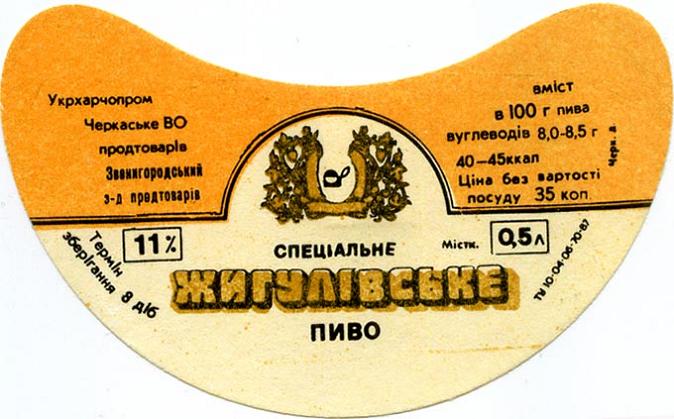 Укрхарчопром
Черкаське ВО
продтоварів
Звенигородський
з-д продтоварів
вміст
в 100 г пива
вуглеводів 8,0-8,5 г
40—45ккал
Ціна без вартості
посуду 35 коп.
Черк. д.
Термін
зберігання 8 діб
11%
СПЕЦІАЛЬНЕ
Містк.
0,5л
ЖИГУЛІВСЬКЕ
ПИВО
ТУ 10-04-06-70-87